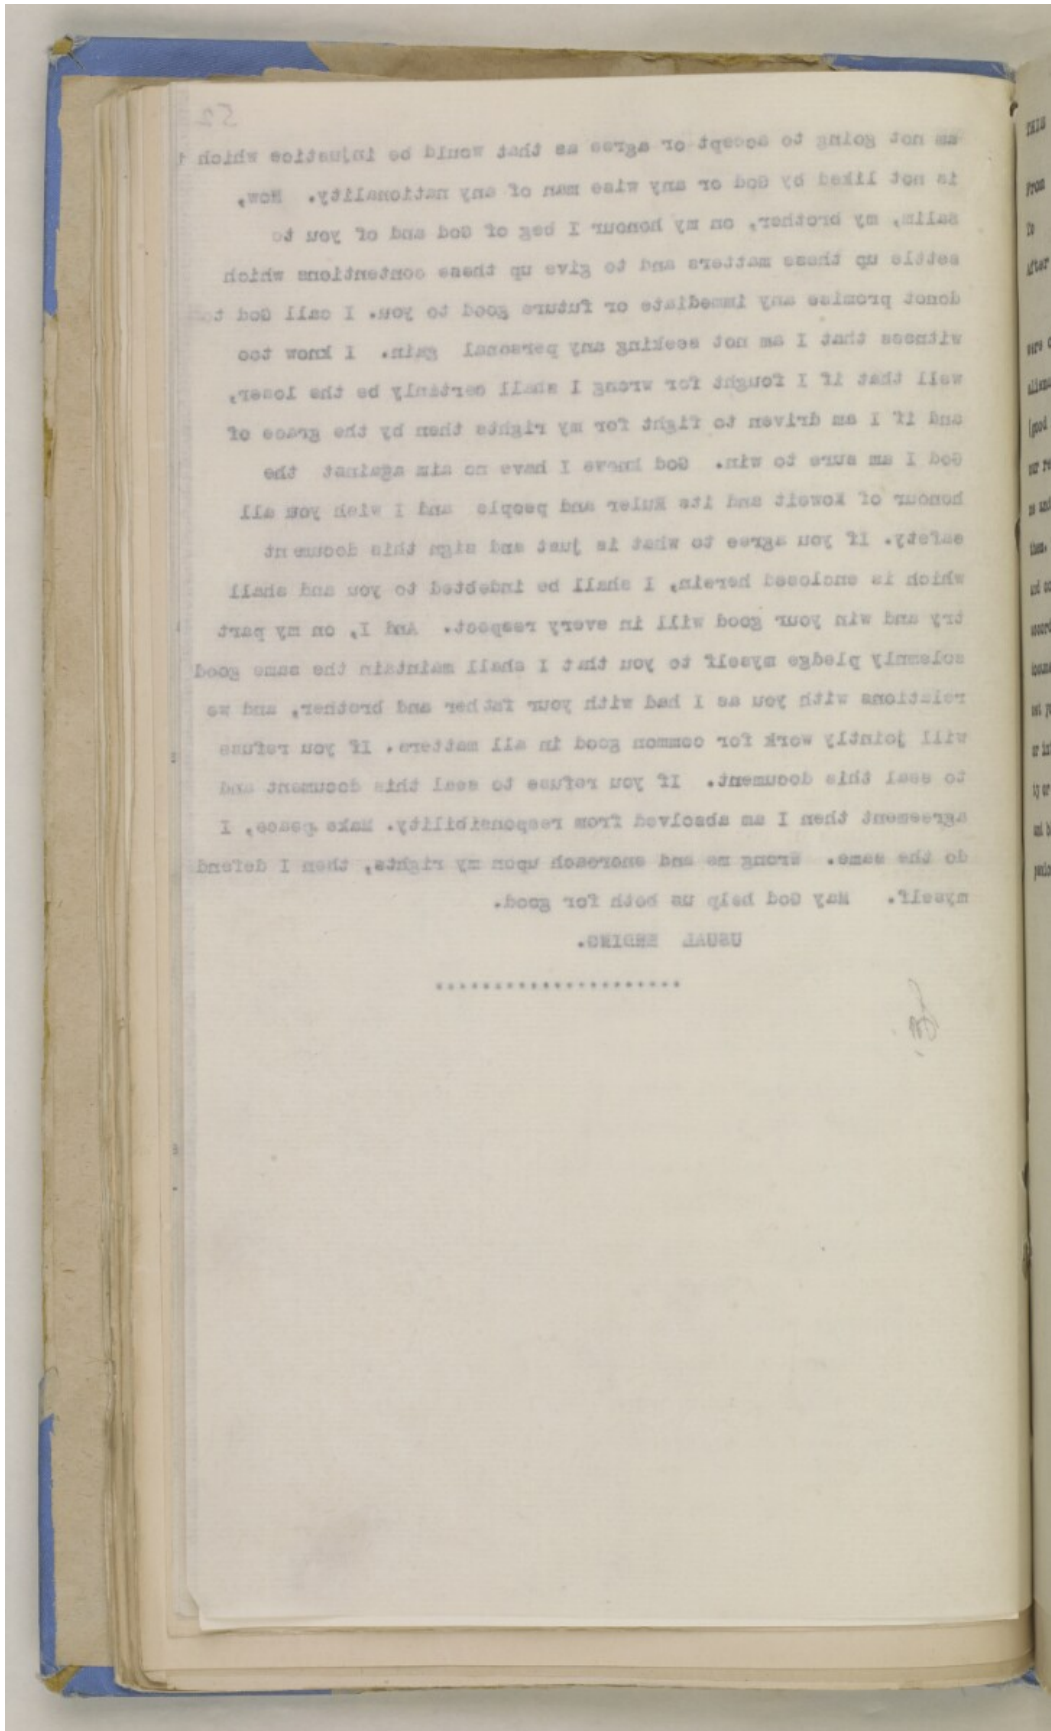 52
am not going to accept or agree as that would be injustice which
is not liked by God or any wise man of any nationality. Now,
Salim, my brother, on my honour I beg of God and of you to
settle up these matters and to give up these contentions which
donot promise any immediate or future good to you. I call God to
witness that I am not seeking any personal gain. I know too
well that if I fought for wrong I shall certainly be the loser,
and if I am driven to fight for my rights then by the grace of
God I am sure to win. God knows I have no aim against the
honour of Koweit and its Ruler and people and I wish you all
safety. If you agree to what is just and sign this document
which is enclosed herein, I shall be indebted to you and shall
try and win your good will in every respect. And I, on my part
solemnly pledge myself to you that I shall maintain the same good
relations with you as I had with your father and brother, and we
will jointly work for common good in all matters. If you refuse
to seal this document. If you refuse to seal this document and
agreement then I am absolved from responsibility. Make peace, I
do the same. Wrong me and encroach upon my rights, then I defend
myself. May God help us both for good.
USUAL ENDING.
*********************
THIS
From
To
After